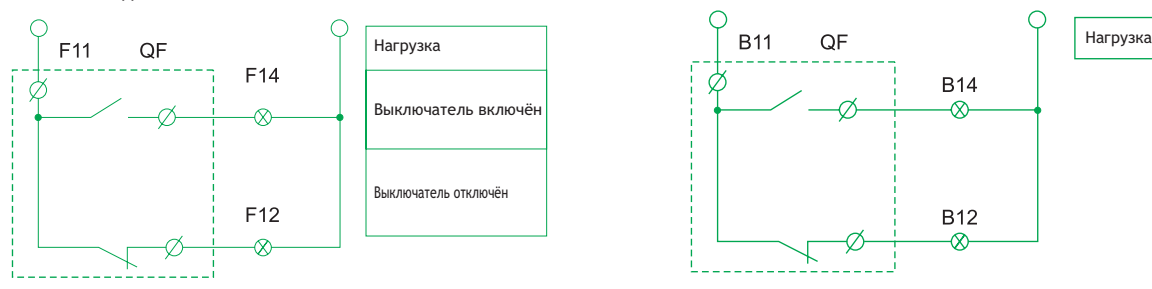 F11
QF
F14
F12
Нагрузка
Выключатель включён
Выключатель отключён
B11
QF
B14
B12
Нагрузка